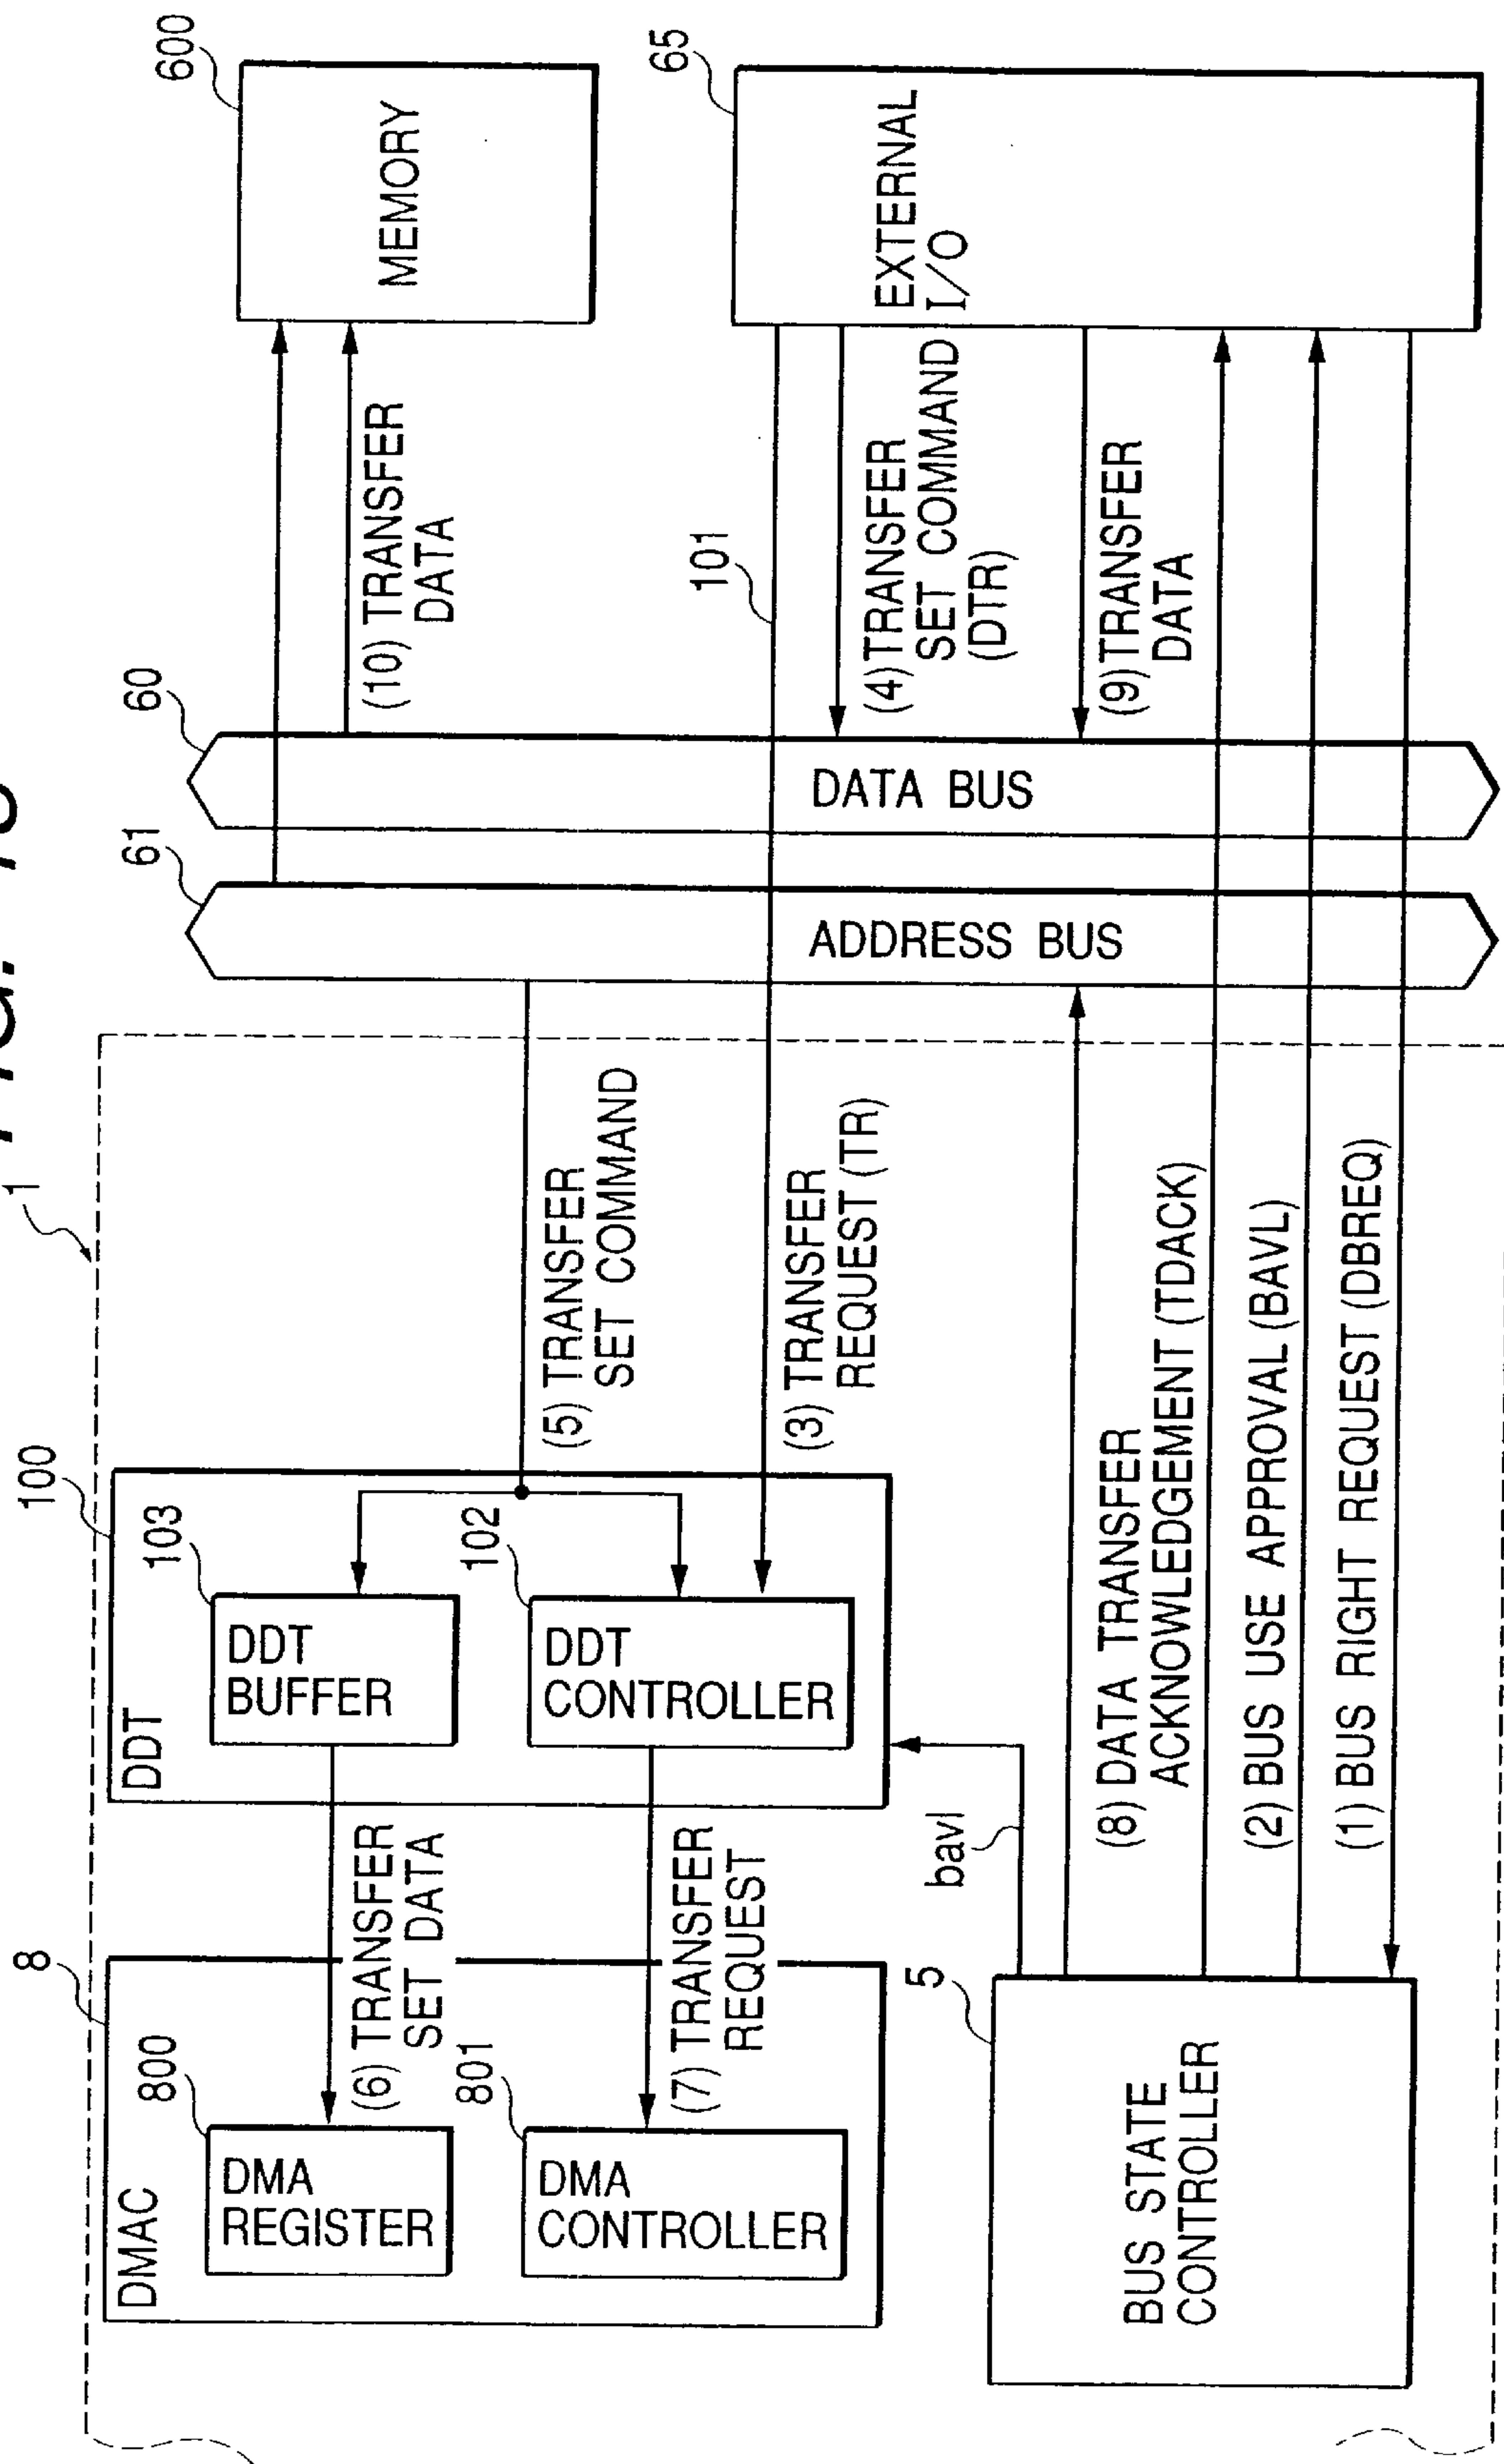 1
100
8
DMAC
800
DMA
REGISTER
801
DMA
CONTROLLER
(6) TRANSFER
SET DATA
(7) TRANSFER
REQUEST
DDT
103
DDT
BUFFER
102
DDT
CONTROLLER
(5) TRANSFER
SET COMMAND
(3) TRANSFER
REQUEST (TR)
61
ADDRESS BUS
60
DATA BUS
(10) TRANSFER
DATA
600
MEMORY
101
(4) TRANSFER
SET COMMAND
(DTR)
(9) TRANSFER
DATA
65
EXTERNAL
I/O
bavl
5
BUS STATE
CONTROLLER
(8) DATA TRANSFER
ACKNOWLEDGEMENT (TDACK)
(2) BUS USE APPROVAL (BAVL)
(1) BUS RIGHT REQUEST (DBREQ)